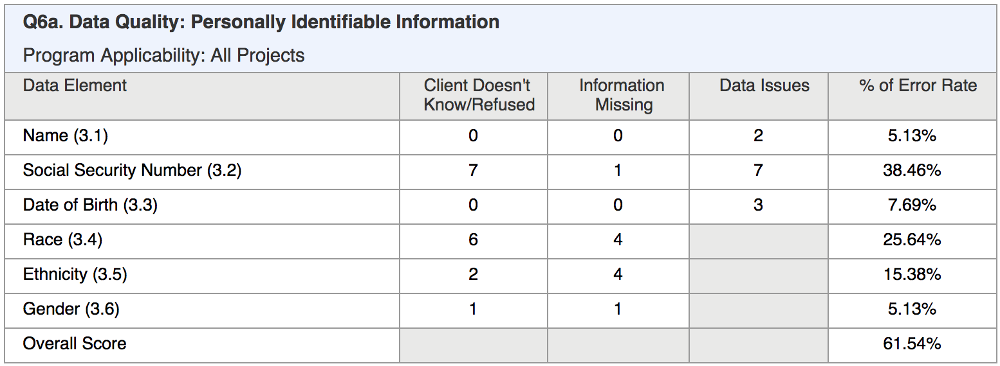 Q6a. Data Quality: Personally Identifiable Information
Program Applicability: All Projects
Data Element Client Doesn't Know/Refused Information Missing Data Issues % of Error Rate
Name (3.1) 0 0 2 5.13%
Social Security Number (3.2) 7 1 7 38.46%
Date of Birth (3.3) 0 0 3 7.69%
Race (3.4) 6 4 25.64%
Ethnicity (3.5) 2 4 15.38%
Gender (3.6) 1 1 5.13%
Overall Score 61.54%